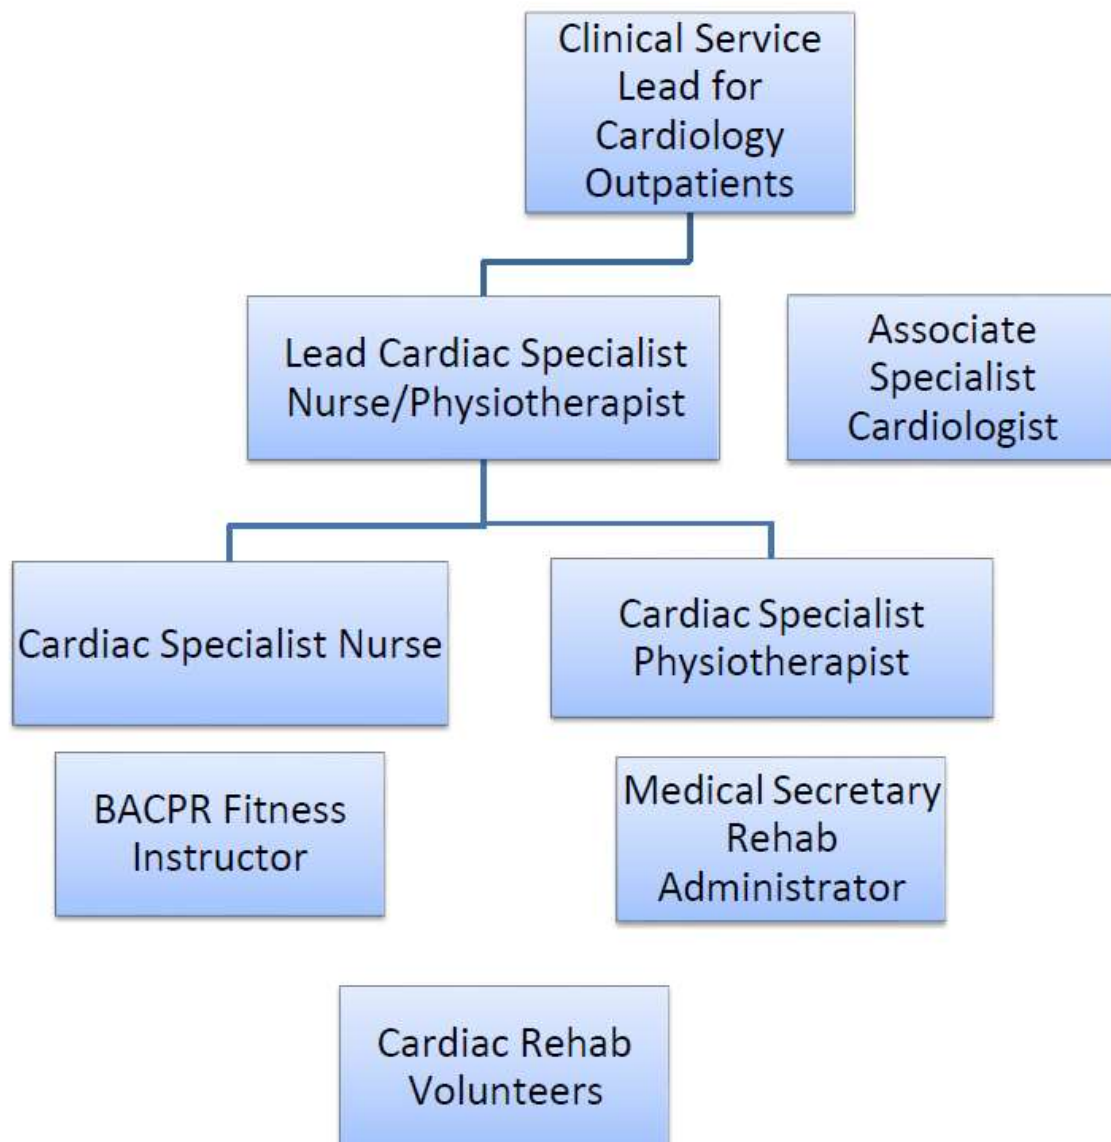 Clinical Service
Lead for
Cardiology
Outpatients
Lead Cardiac Specialist
Nurse/Physiotherapist
Associate
Specialist
Cardiologist
Cardiac Specialist Nurse
Cardiac Specialist
Physiotherapist
BACPR Fitness
Instructor
Medical Secretary
Rehab
Administrator
Cardiac Rehab
Volunteers